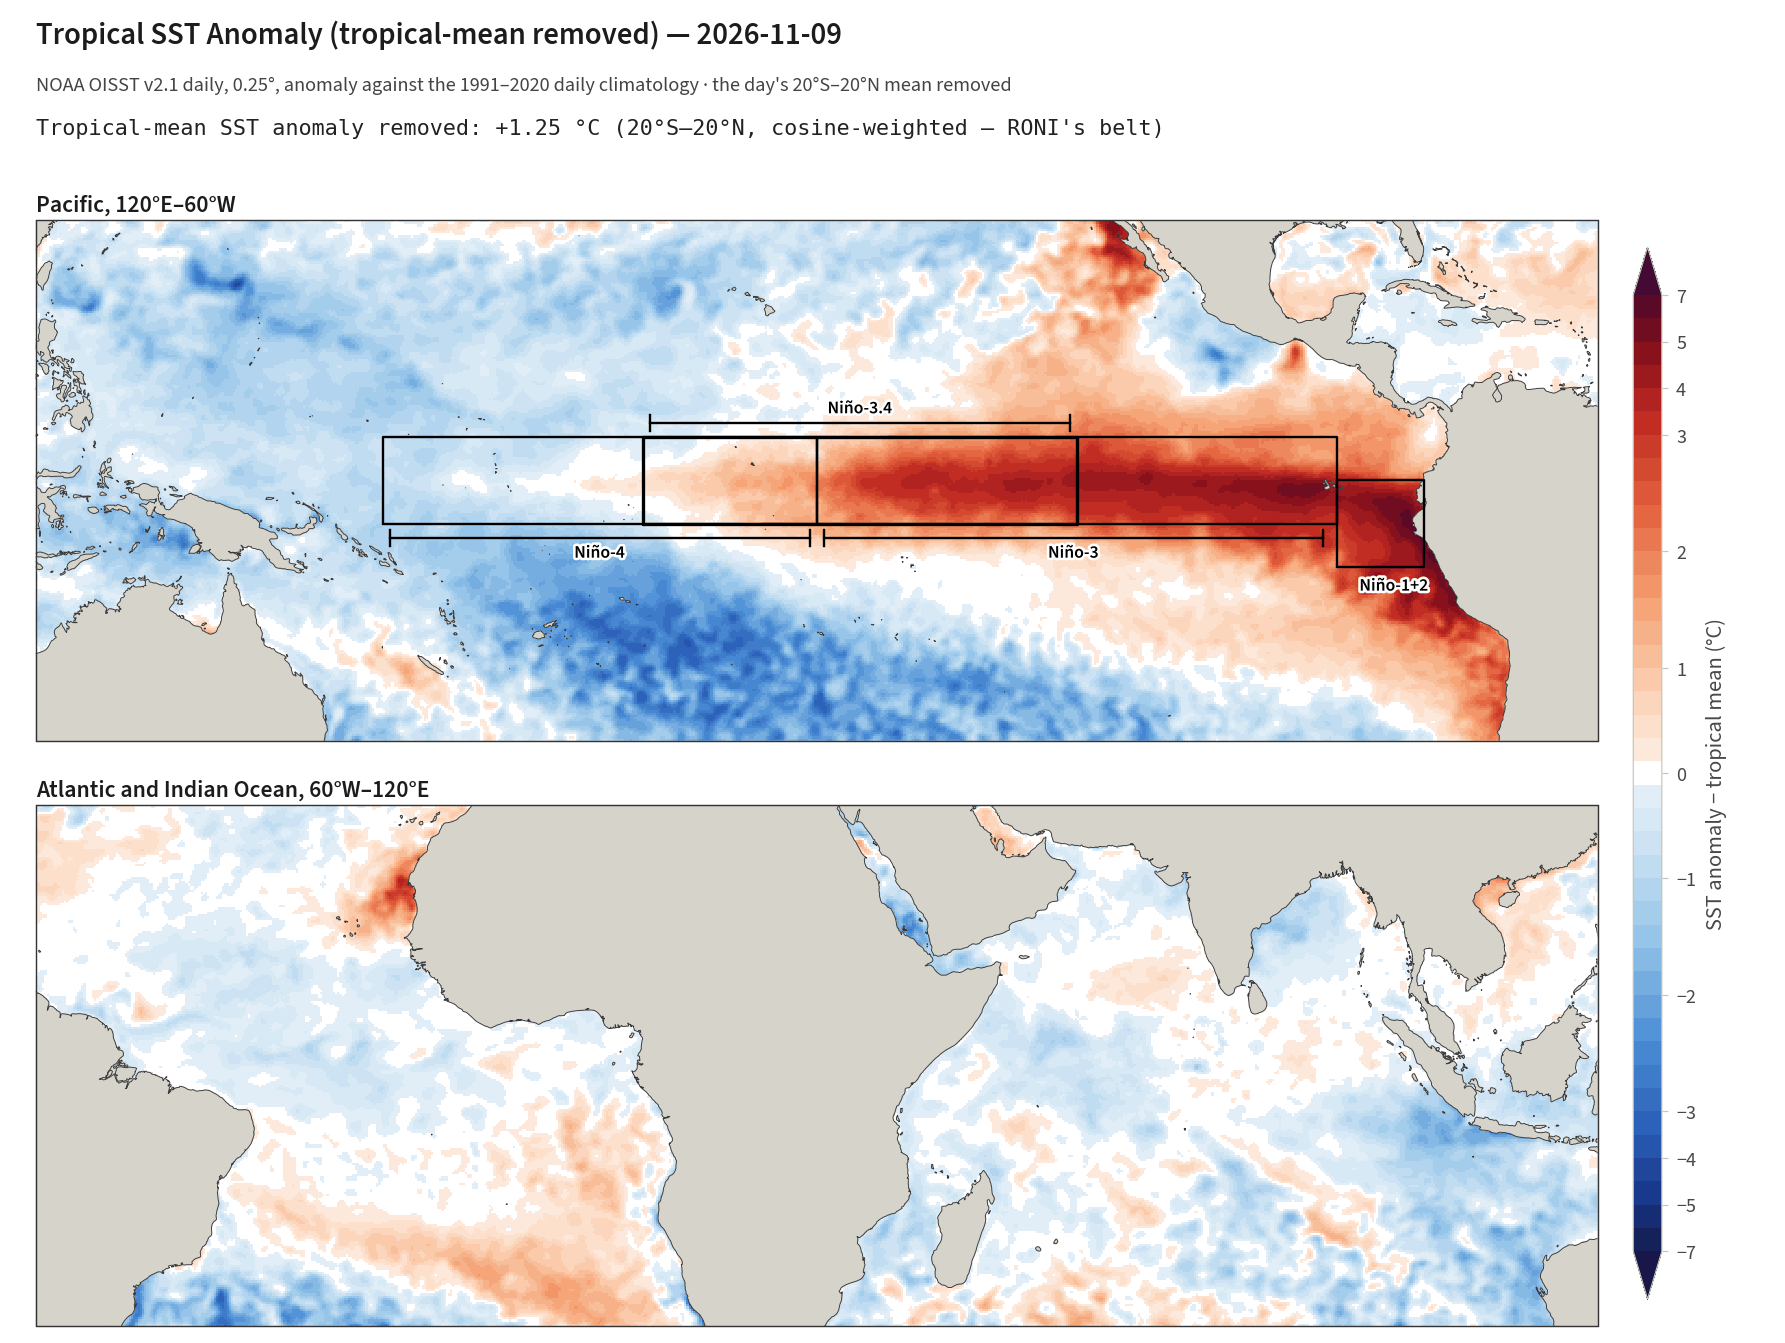 Tropical SST Anomaly (tropical-mean removed) — 2026-11-09
NOAA OISST v2.1 daily, 0.25°, anomaly against the 1991–2020 daily climatology · the day's 20°S–20°N mean removed
Tropical-mean SST anomaly removed: +1.25 °C (20°S–20°N, cosine-weighted — RONI's belt)
Pacific, 120°E–60°W
Niño-3.4
Niño-4
Niño-3
Niño-1+2
Atlantic and Indian Ocean, 60°W–120°E
7
5
4
3
2
1
0
−1
−2
−3
−4
−5
−7
SST anomaly − tropical mean (°C)